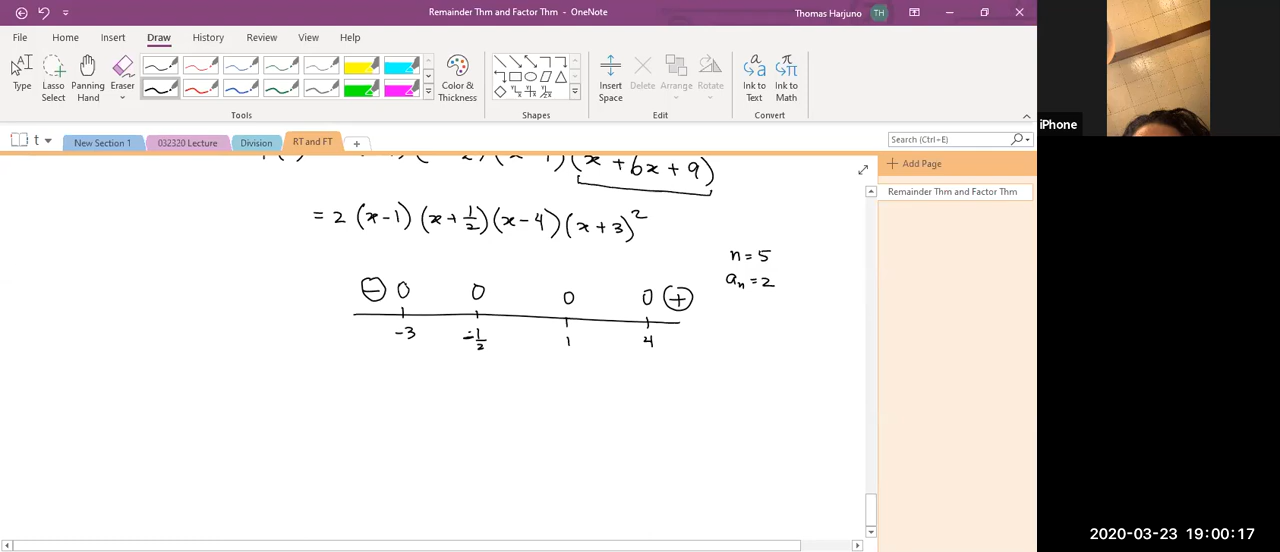 Remainder Thm and Factor Thm - OneNote
Thomas Harjuno TH
File Home Insert Draw History Review View Help
Type Lasso Select Panning Hand Eraser Color & Thickness Insert Space Delete Arrange Rotate Ink to Text Ink to Math
Tools Shapes Edit Convert
iPhone
t New Section 1 032320 Lecture Division RT and FT Search (Ctrl+E)
Add Page
Remainder Thm and Factor Thm
(x + 6x + 9)
= 2 (x-1) (x + 1/2) (x - 4) (x + 3)²
n = 5
aₙ = 2
- 0 0 0 0 +
-3 -1/2 1 4
2020-03-23 19:00:17